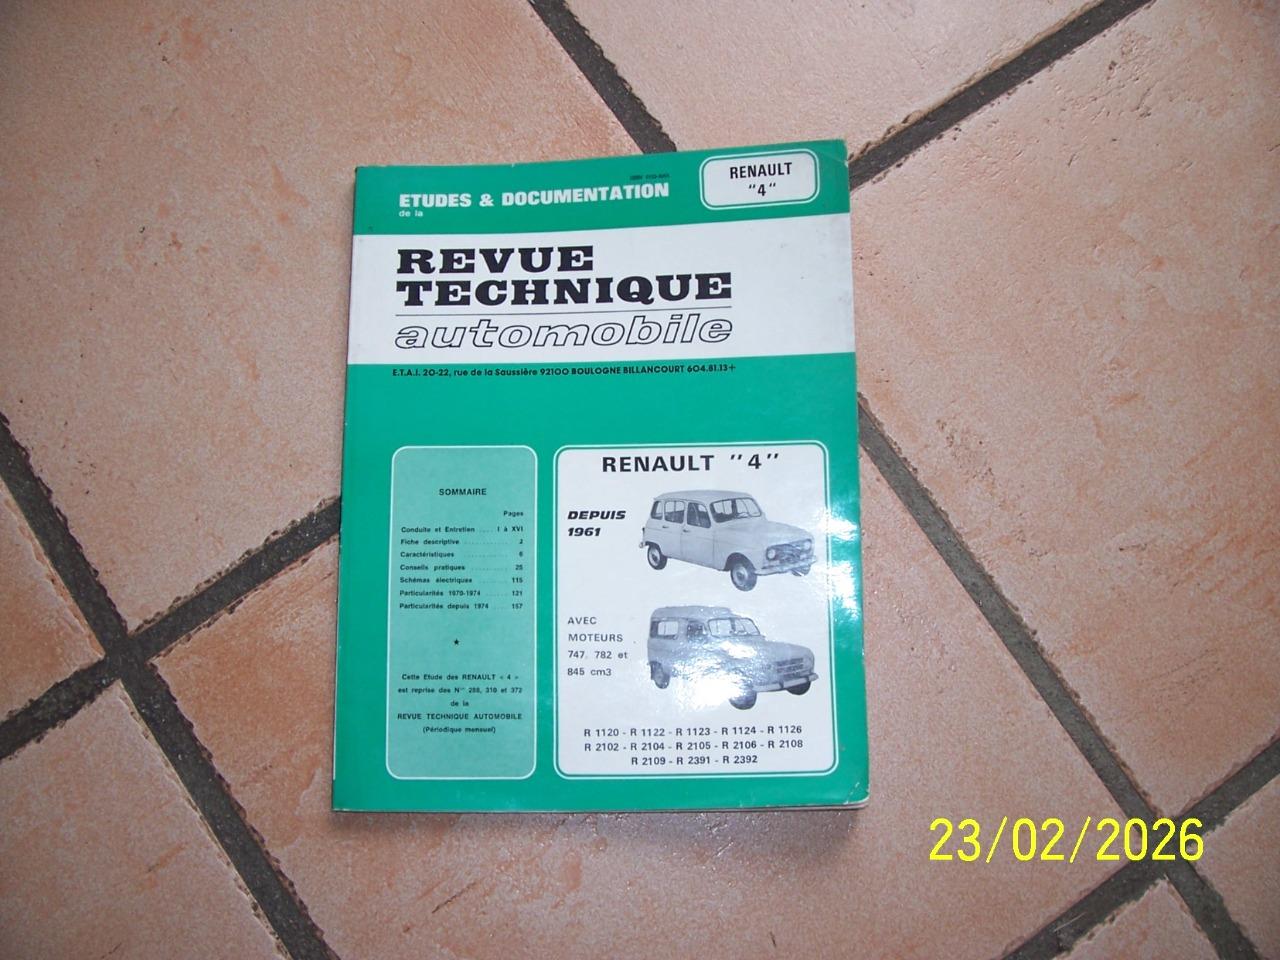 ETUDES & DOCUMENTATION
de la
RENAULT
"4"
REVUE
TECHNIQUE
automobile
E.T.A.I. 20-22, rue de la Saussière 92100 BOULOGNE BILLANCOURT 604.81.13+
SOMMAIRE
Pages
Conduite et Entretien .... I à XVI
Fiche descriptive .......... 2
Caractéristiques .......... 6
Conseils pratiques .......... 25
Schémas électriques ....... 115
Particularités 1970-1974 ...... 121
Particularités depuis 1974 .... 157
★
Cette Etude des RENAULT « 4 »
est reprise des Nos 288, 310 et 372
de la
REVUE TECHNIQUE AUTOMOBILE
(Périodique mensuel)
RENAULT "4"
DEPUIS
1961
AVEC
MOTEURS
747. 782 et
845 cm3
R 1120 - R 1122 - R 1123 - R 1124 - R 1126
R 2102 - R 2104 - R 2105 - R 2106 - R 2108
R 2109 - R 2391 - R 2392
23/02/2026